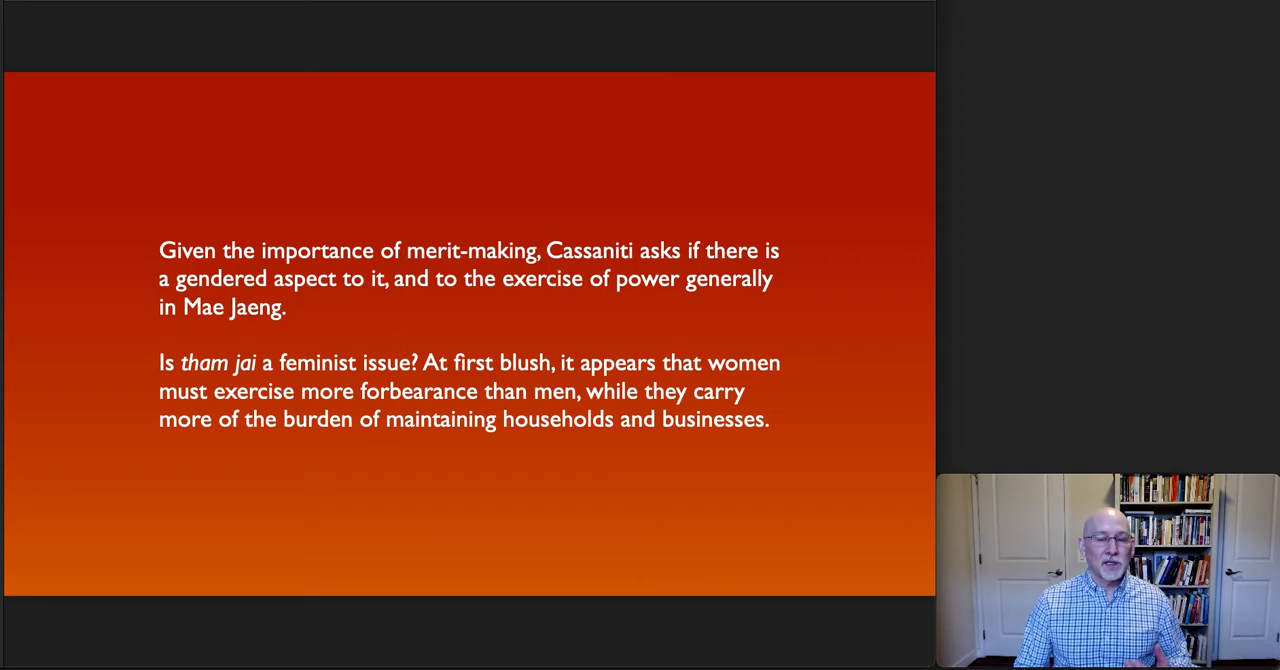 Given the importance of merit-making, Cassaniti asks if there is
a gendered aspect to it, and to the exercise of power generally
in Mae Jaeng.
Is tham jai a feminist issue? At first blush, it appears that women
must exercise more forbearance than men, while they carry
more of the burden of maintaining households and businesses.